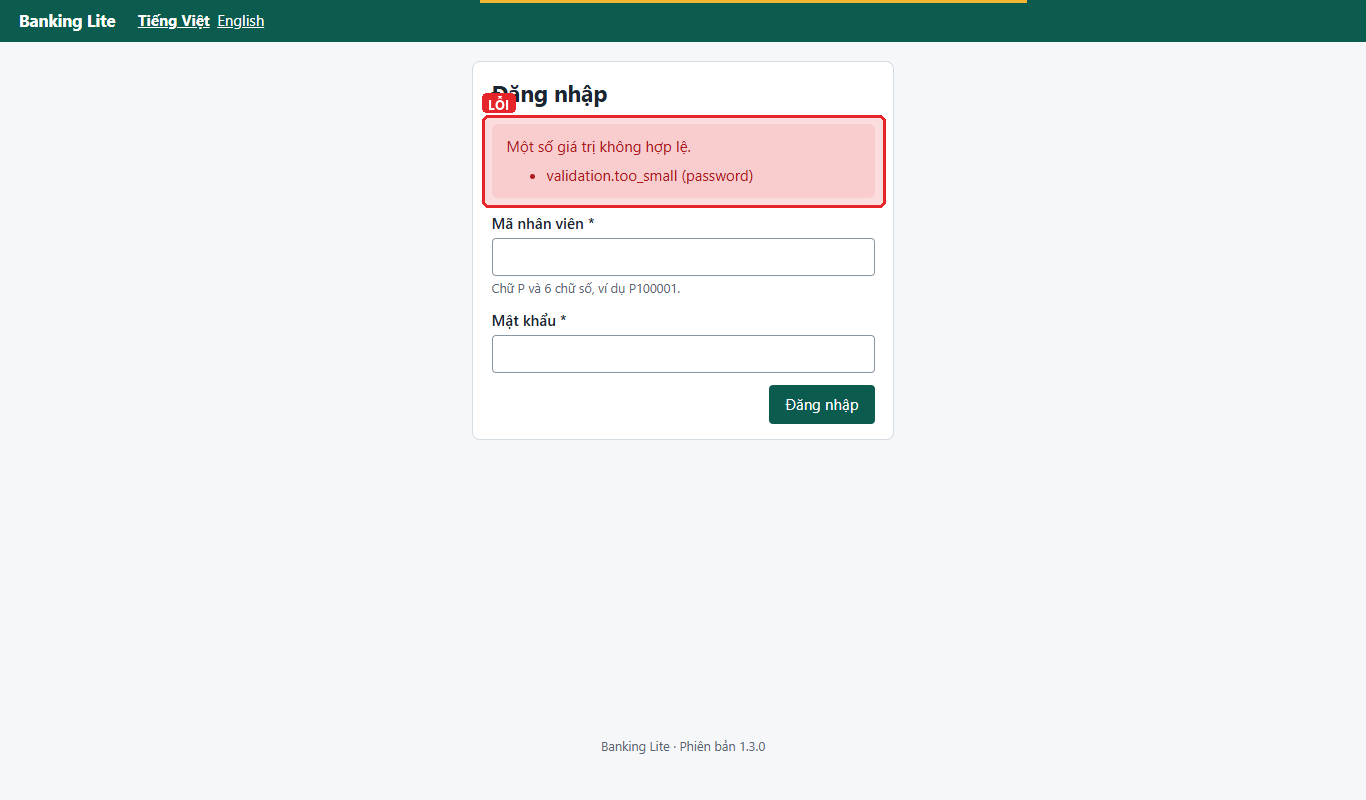 Banking Lite Tiếng Việt English
Đăng nhập
LỖI
Một số giá trị không hợp lệ.
• validation.too_small (password)
Mã nhân viên *
Chữ P và 6 chữ số, ví dụ P100001.
Mật khẩu *
Đăng nhập
Banking Lite · Phiên bản 1.3.0